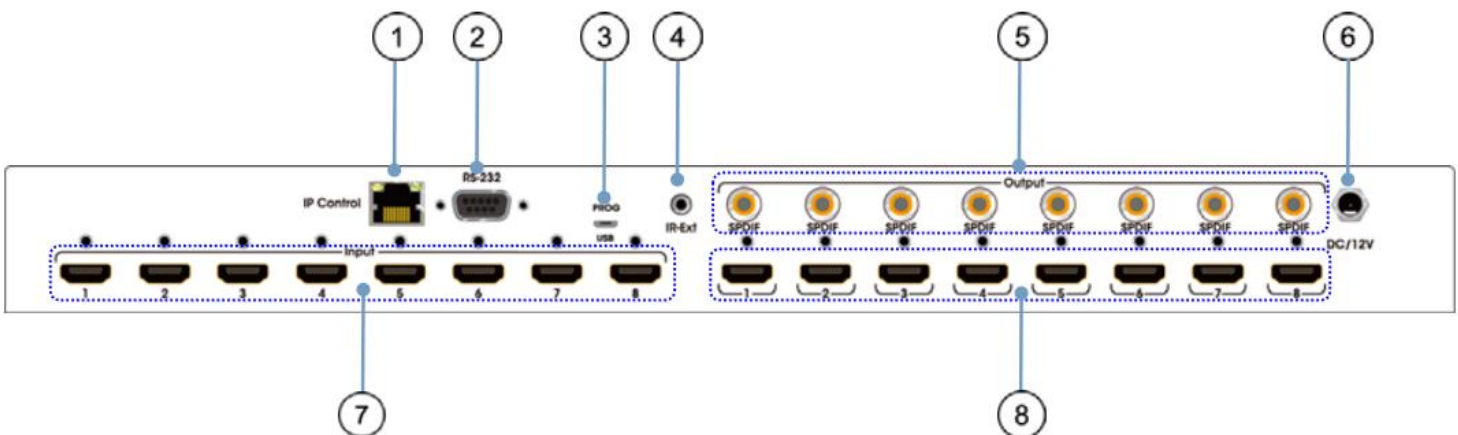 1 2 3 4 5 6
RS-232
Output
IP Control
PROG
IR-Ext
SPDIF SPDIF SPDIF SPDIF SPDIF SPDIF SPDIF SPDIF
USB
DC/12V
Input
1 2 3 4 5 6 7 8
1 2 3 4 5 6 7 8
7 8